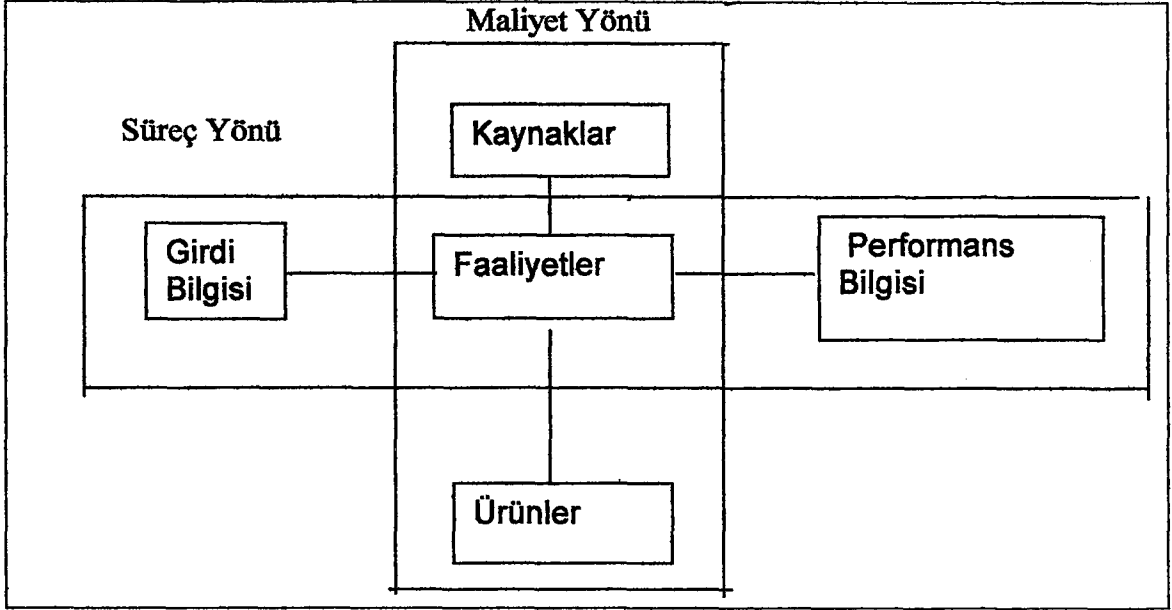 Maliyet Yönü
Süreç Yönü
Kaynaklar
Girdi
Bilgisi
Faaliyetler
Performans
Bilgisi
Ürünler